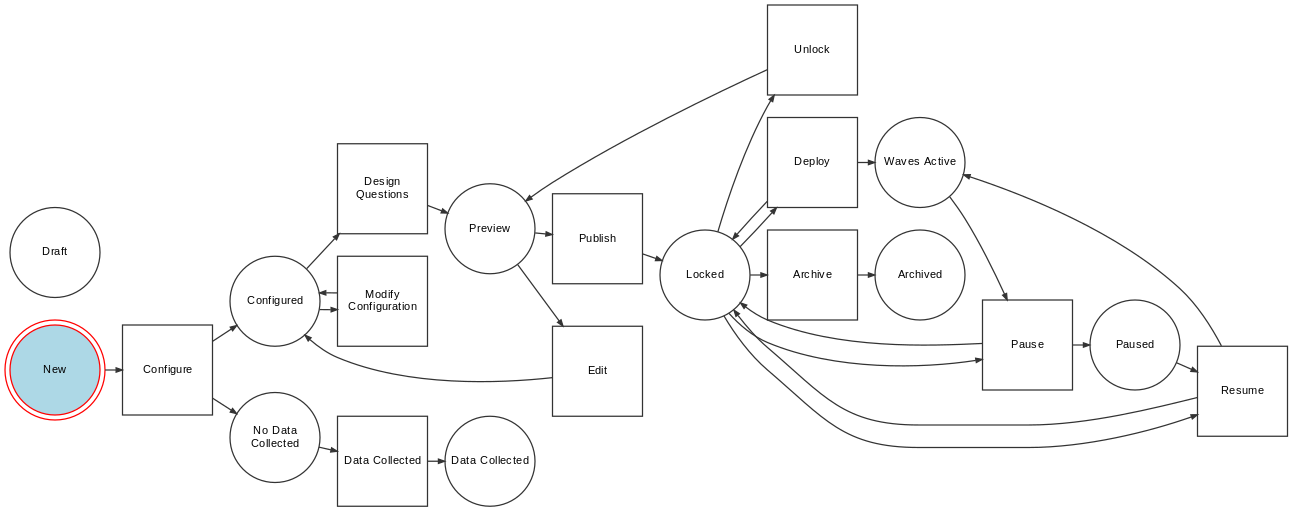 Unlock
Deploy
Waves Active
Design
Questions
Preview
Publish
Draft
Configured
Modify
Configuration
Locked
Archive
Archived
New
Configure
Edit
Pause
Paused
Resume
No Data
Collected
Data Collected
Data Collected